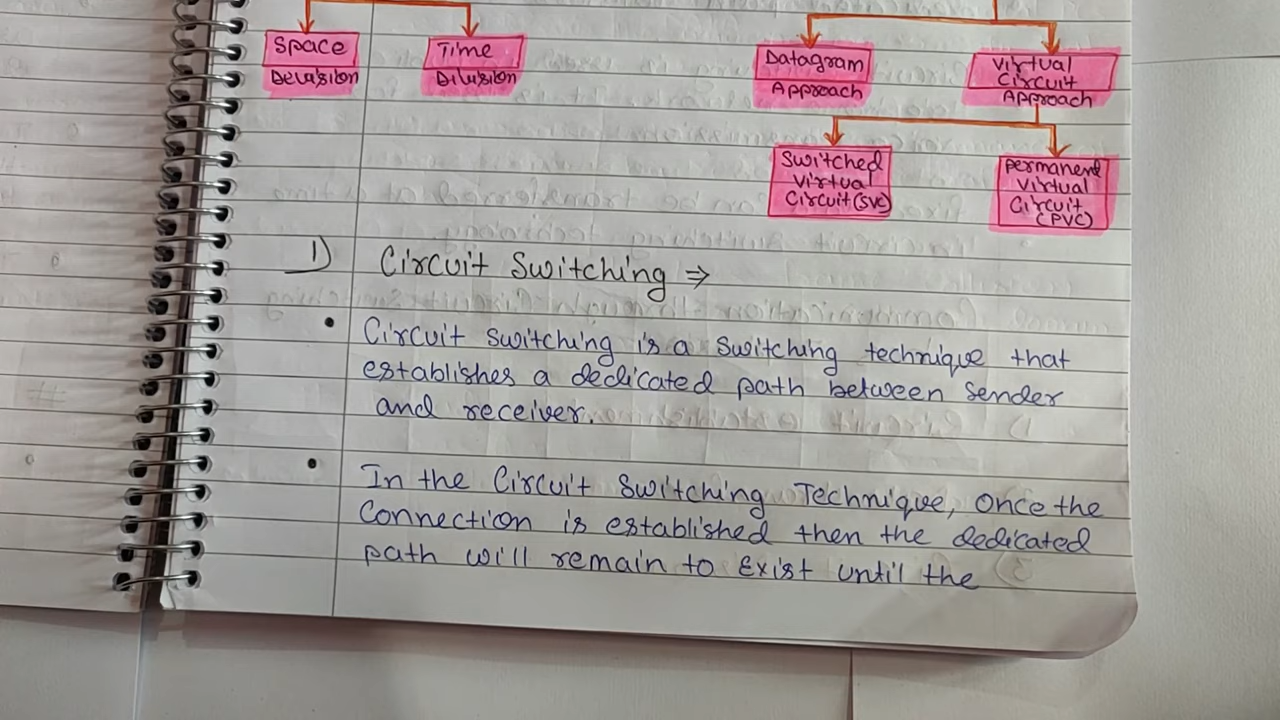 Space
Devision
Time
Division
Datagram
Approach
Virtual
Circuit
Approach
Switched
Virtual
Circuit (SVC)
Permanent
Virtual
Circuit
(PVC)
1) Circuit Switching ⇒
• Circuit Switching is a Switching technique that
establishes a dedicated path between Sender
and receiver.
• In the Circuit Switching Technique, Once the
Connection is established then the dedicated
path will remain to Exist until the